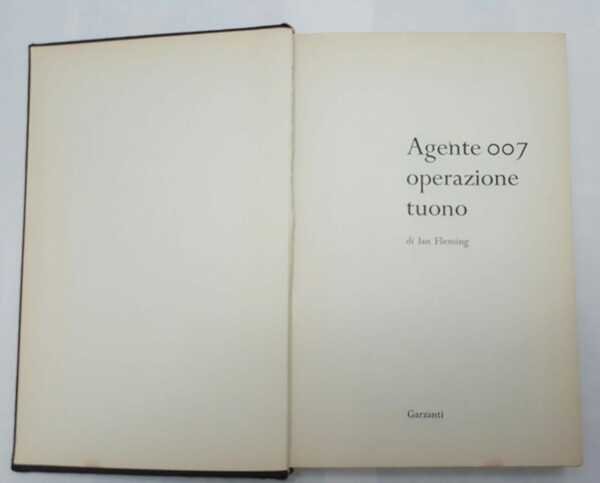 Agente 007
operazione
tuono
di Ian Fleming
Garzanti